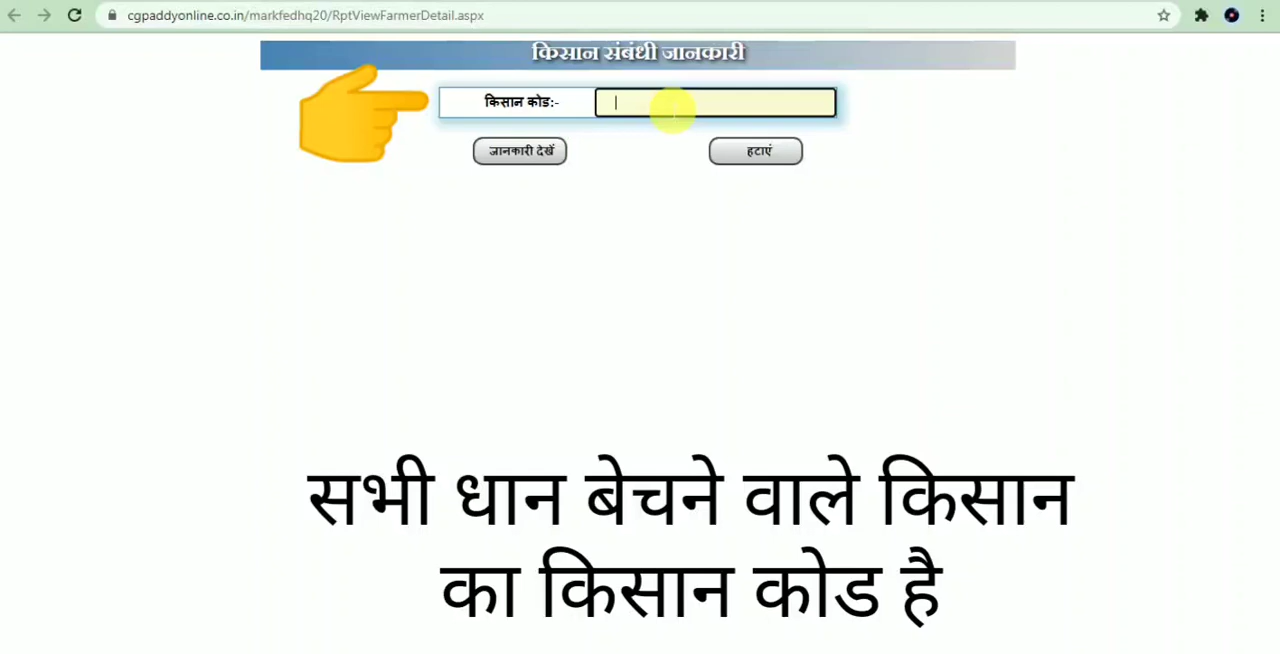 cgpaddyonline.co.in/markfedhq20/RptViewFarmerDetail.aspx
किसान संबंधी जानकारी
किसान कोड:-
जानकारी देखें
हटाएं
सभी धान बेचने वाले किसान
का किसान कोड है